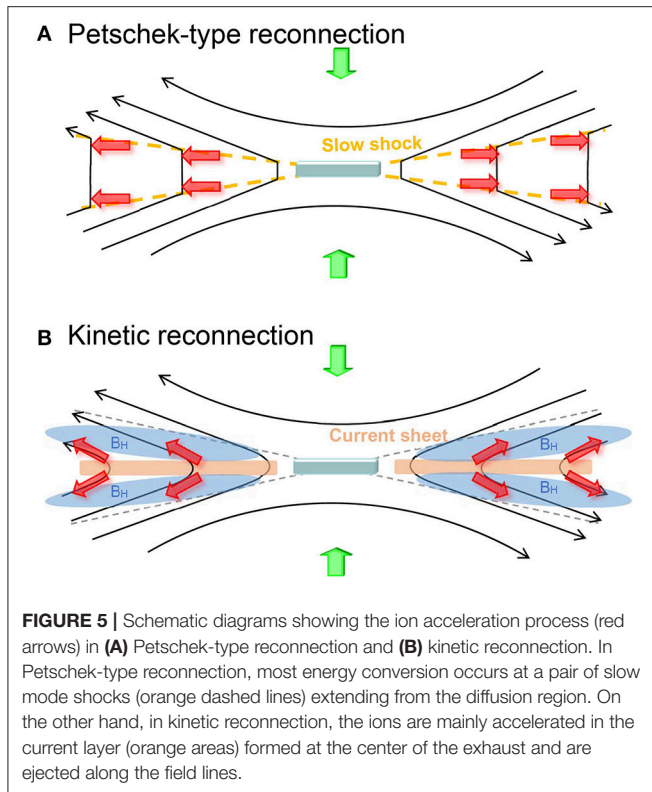 A Petschek-type reconnection
Slow shock
B Kinetic reconnection
Current sheet
B_H B_H
B_H B_H
FIGURE 5 | Schematic diagrams showing the ion acceleration process (red
arrows) in (A) Petschek-type reconnection and (B) kinetic reconnection. In
Petschek-type reconnection, most energy conversion occurs at a pair of slow
mode shocks (orange dashed lines) extending from the diffusion region. On
the other hand, in kinetic reconnection, the ions are mainly accelerated in the
current layer (orange areas) formed at the center of the exhaust and are
ejected along the field lines.